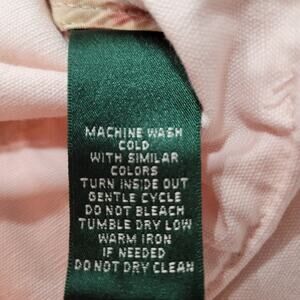 MACHINE WASH
COLD
WITH SIMILAR
COLORS
TURN INSIDE OUT
GENTLE CYCLE
DO NOT BLEACH
TUMBLE DRY LOW
WARM IRON
IF NEEDED
DO NOT DRY CLEAN